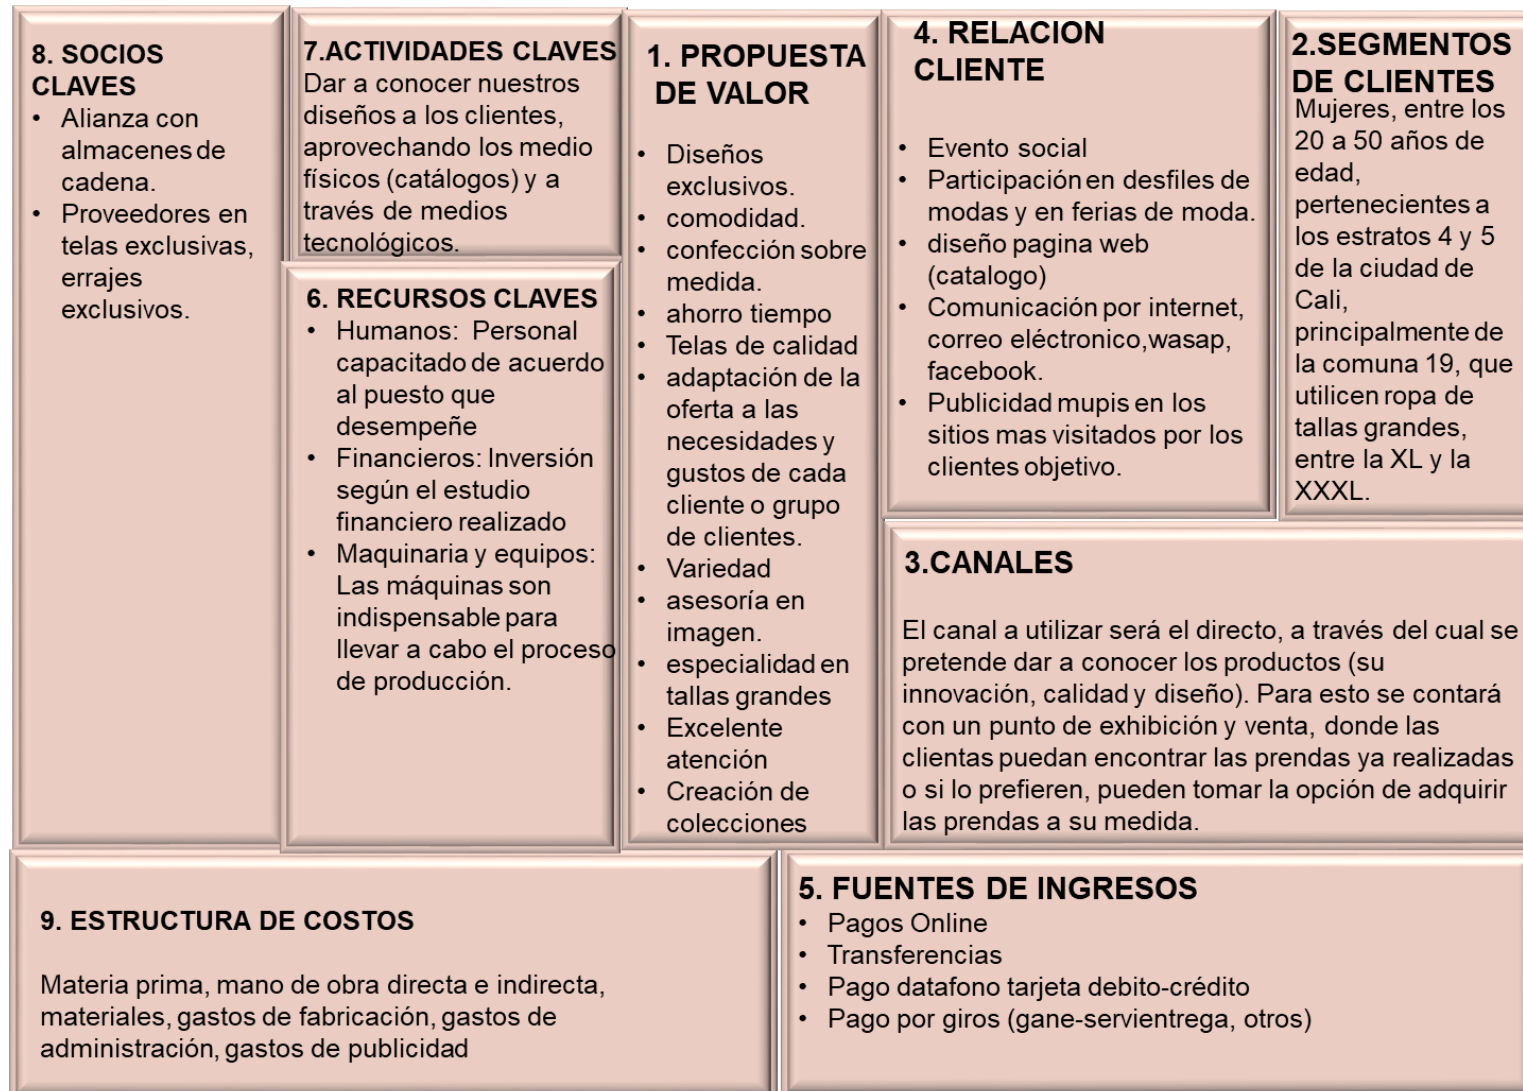 8. SOCIOS
CLAVES
• Alianza con
almacenes de
cadena.
• Proveedores en
telas exclusivas,
errajes
exclusivos.
7.ACTIVIDADES CLAVES
Dar a conocer nuestros
diseños a los clientes,
aprovechando los medio
físicos (catálogos) y a
través de medios
tecnológicos.
6. RECURSOS CLAVES
• Humanos: Personal
capacitado de acuerdo
al puesto que
desempeñe
• Financieros: Inversión
según el estudio
financiero realizado
• Maquinaria y equipos:
Las máquinas son
indispensable para
llevar a cabo el proceso
de producción.
1. PROPUESTA
DE VALOR
• Diseños
exclusivos.
• comodidad.
• confección sobre
medida.
• ahorro tiempo
• Telas de calidad
• adaptación de la
oferta a las
necesidades y
gustos de cada
cliente o grupo
de clientes.
• Variedad
• asesoría en
imagen.
• especialidad en
tallas grandes
• Excelente
atención
• Creación de
colecciones
4. RELACION
CLIENTE
• Evento social
• Participación en desfiles de
modas y en ferias de moda.
• diseño pagina web
(catalogo)
• Comunicación por internet,
correo eléctronico,wasap,
facebook.
• Publicidad mupis en los
sitios mas visitados por los
clientes objetivo.
2.SEGMENTOS
DE CLIENTES
Mujeres, entre los
20 a 50 años de
edad,
pertenecientes a
los estratos 4 y 5
de la ciudad de
Cali,
principalmente de
la comuna 19, que
utilicen ropa de
tallas grandes,
entre la XL y la
XXXL.
3.CANALES
El canal a utilizar será el directo, a través del cual se
pretende dar a conocer los productos (su
innovación, calidad y diseño). Para esto se contará
con un punto de exhibición y venta, donde las
clientas puedan encontrar las prendas ya realizadas
o si lo prefieren, pueden tomar la opción de adquirir
las prendas a su medida.
9. ESTRUCTURA DE COSTOS
Materia prima, mano de obra directa e indirecta,
materiales, gastos de fabricación, gastos de
administración, gastos de publicidad
5. FUENTES DE INGRESOS
• Pagos Online
• Transferencias
• Pago datafono tarjeta debito-crédito
• Pago por giros (gane-servientrega, otros)